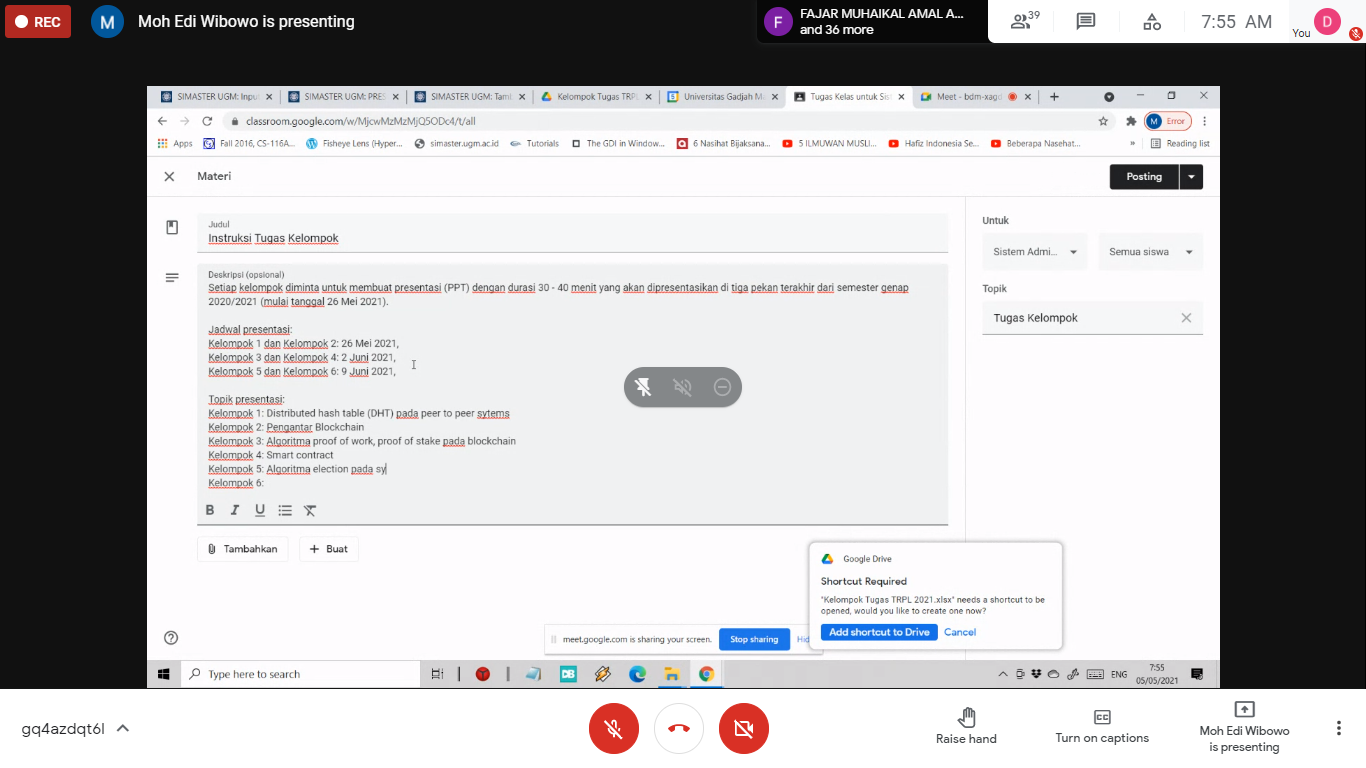 REC
M
Moh Edi Wibowo is presenting
F
FAJAR MUHAIKAL AMAL A...
and 36 more
39
7:55 AM
You
D
SIMASTER UGM: Inpu
SIMASTER UGM: PRES
SIMASTER UGM: Taml
Kelompok Tugas TRPL
Universitas Gadjah M
Tugas Kelas untuk Sis
Meet - bdm-xago
classroom.google.com/w/MjcwMzMzMjQ5ODc4/t/all
M
Error
Apps
Fall 2016, CS-116A...
Fisheye Lens (Hyper...
simaster.ugm.ac.id
Tutorials
The GDI in Window...
6 Nasihat Bijaksana...
5 ILMUWAN MUSLI...
Hafiz Indonesia Se...
Beberapa Nasehat...
»
Reading list
Materi
Posting
Judul
Instruksi Tugas Kelompok
Deskripsi (opsional)
Setiap kelompok diminta untuk membuat presentasi (PPT) dengan durasi 30 - 40 menit yang akan dipresentasikan di tiga pekan terakhir dari semester genap
2020/2021 (mulai tanggal 26 Mei 2021).
Jadwal presentasi:
Kelompok 1 dan Kelompok 2: 26 Mei 2021,
Kelompok 3 dan Kelompok 4: 2 Juni 2021,
Kelompok 5 dan Kelompok 6: 9 Juni 2021,
Topik presentasi:
Kelompok 1: Distributed hash table (DHT) pada peer to peer sytems
Kelompok 2: Pengantar Blockchain
Kelompok 3: Algoritma proof of work, proof of stake pada blockchain
Kelompok 4: Smart contract
Kelompok 5: Algoritma election pada sy
Kelompok 6:
B I U
Tambahkan
Buat
Untuk
Sistem Admi...
Semua siswa
Topik
Tugas Kelompok
Google Drive
Shortcut Required
"Kelompok Tugas TRPL 2021.xlsx" needs a shortcut to be
opened, would you like to create one now?
Add shortcut to Drive
Cancel
meet.google.com is sharing your screen.
Stop sharing
Hid
Type here to search
DB
ENG
7:55
05/05/2021
gq4azdqt6l
Raise hand
CC
Turn on captions
Moh Edi Wibowo
is presenting